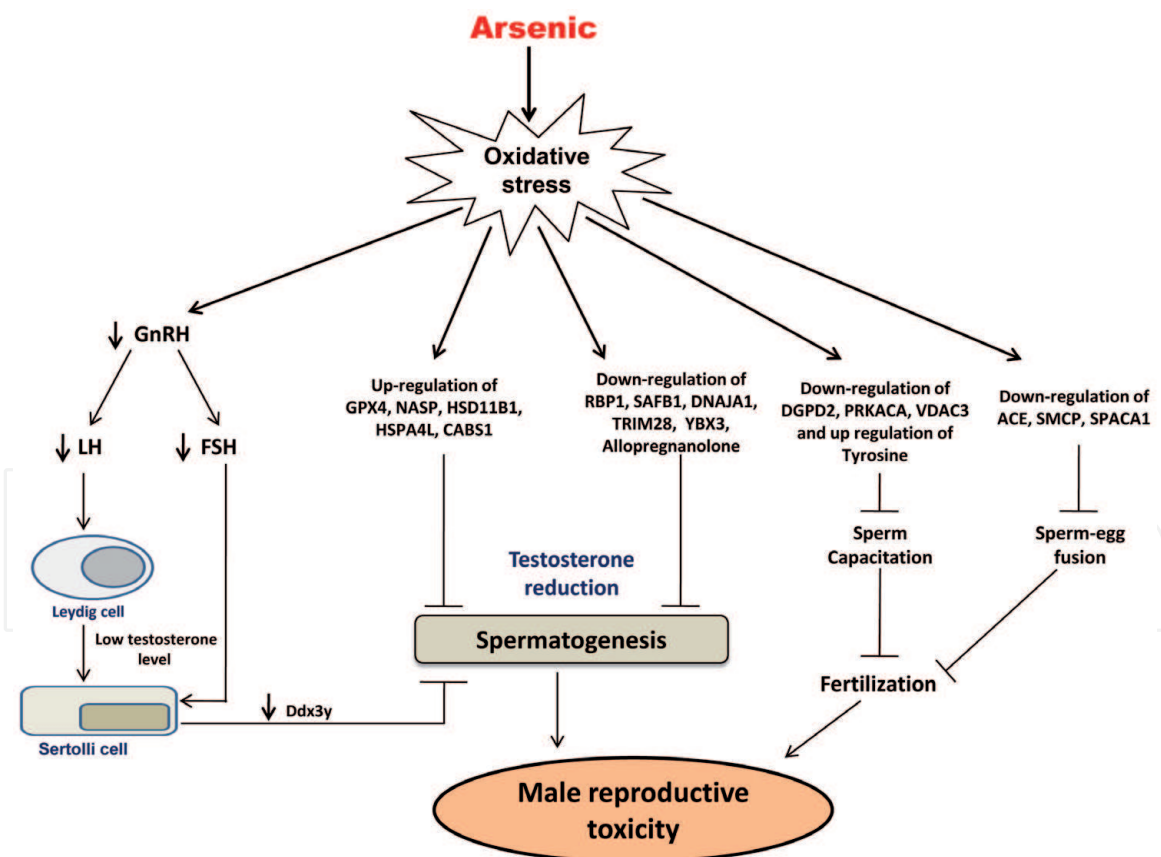 Arsenic
Oxidative
stress
GnRH
LH
FSH
Leydig cell
Low testosterone
level
Sertolli cell
Ddx3y
Up-regulation of
GPX4, NASP, HSD11B1,
HSPA4L, CABS1
Down-regulation of
RBP1, SAFB1, DNAJA1,
TRIM28, YBX3,
Allopregnanolone
Down-regulation of
DGPD2, PRKACA, VDAC3
and up regulation of
Tyrosine
Down-regulation of
ACE, SMCP, SPACA1
Testosterone
reduction
Spermatogenesis
Sperm
Capacitation
Sperm-egg
fusion
Fertilization
Male reproductive
toxicity